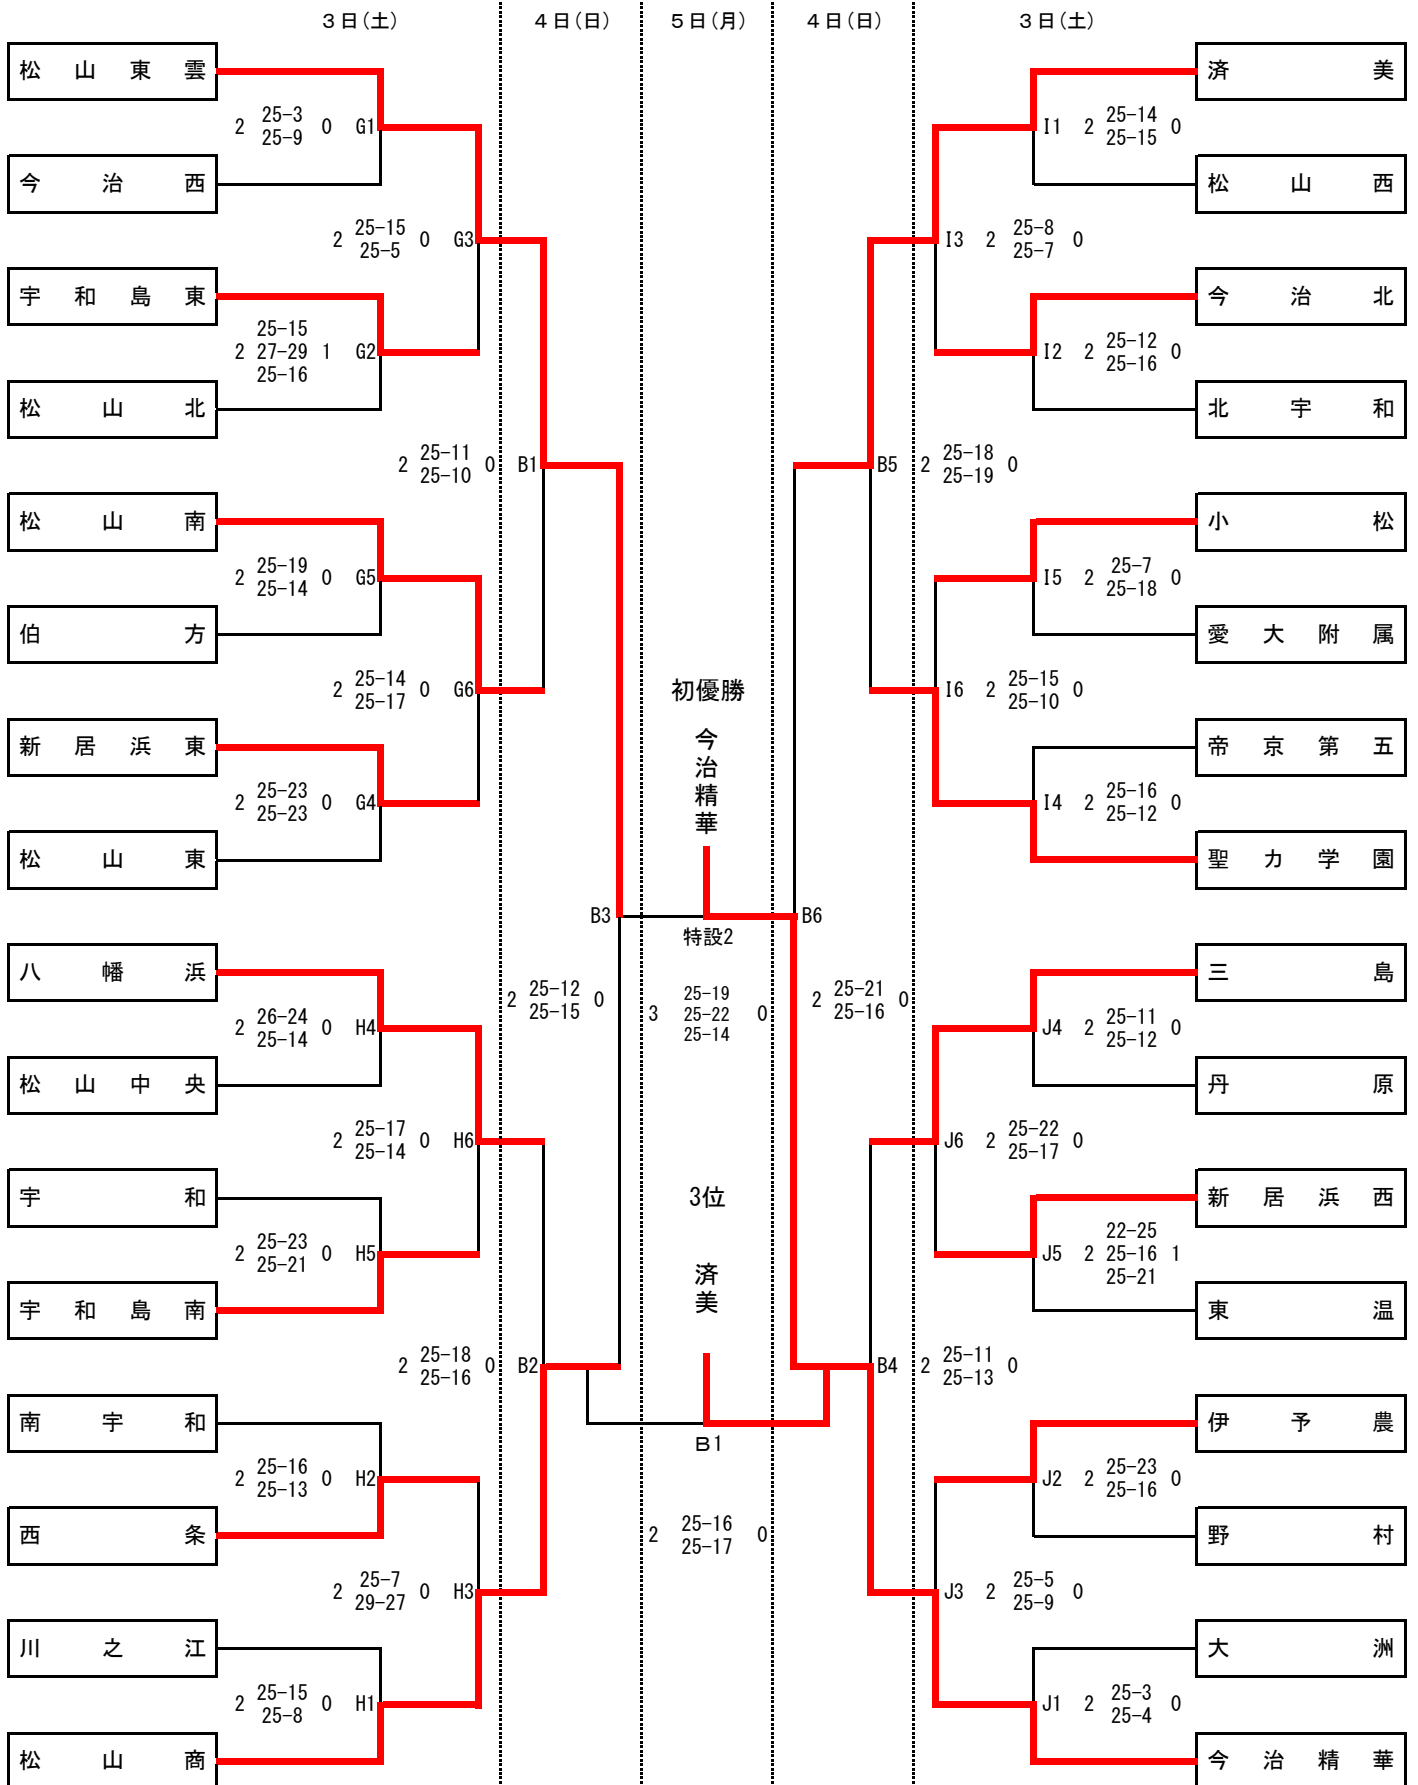 3日(土) 4日(日) 5日(月) 4日(日) 3日(土)
松山東雲
2 25-3 25-9 0 G1
今治西
2 25-15 25-5 0 G3
宇和島東
2 25-15 27-29 25-16 1 G2
松山北
2 25-11 25-10 0 B1
松山南
2 25-19 25-14 0 G5
伯方
2 25-14 25-17 0 G6
新居浜東
2 25-23 25-23 0 G4
松山東
B3
2 25-12 25-15 0
八幡浜
2 26-24 25-14 0 H4
松山中央
2 25-17 25-14 0 H6
宇和
2 25-23 25-21 0 H5
宇和島南
2 25-18 25-16 0 B2
南宇和
2 25-16 25-13 0 H2
西条
2 25-7 29-27 0 H3
川之江
2 25-15 25-8 0 H1
松山商
初優勝
今治精華
特設2
3 25-19 25-22 25-14 0
3位
済美
B1
2 25-16 25-17 0
済美
I1 2 25-14 25-15 0
松山西
I3 2 25-8 25-7 0
今治北
I2 2 25-12 25-16 0
北宇和
B5 2 25-18 25-19 0
小松
I5 2 25-7 25-18 0
愛大附属
I6 2 25-15 25-10 0
帝京第五
I4 2 25-16 25-12 0
聖カ学園
B6
2 25-21 25-16 0
三島
J4 2 25-11 25-12 0
丹原
J6 2 25-22 25-17 0
新居浜西
J5 2 22-25 25-16 25-21 1
東温
B4 2 25-11 25-13 0
伊予農
J2 2 25-23 25-16 0
野村
J3 2 25-5 25-9 0
大洲
J1 2 25-3 25-4 0
今治精華